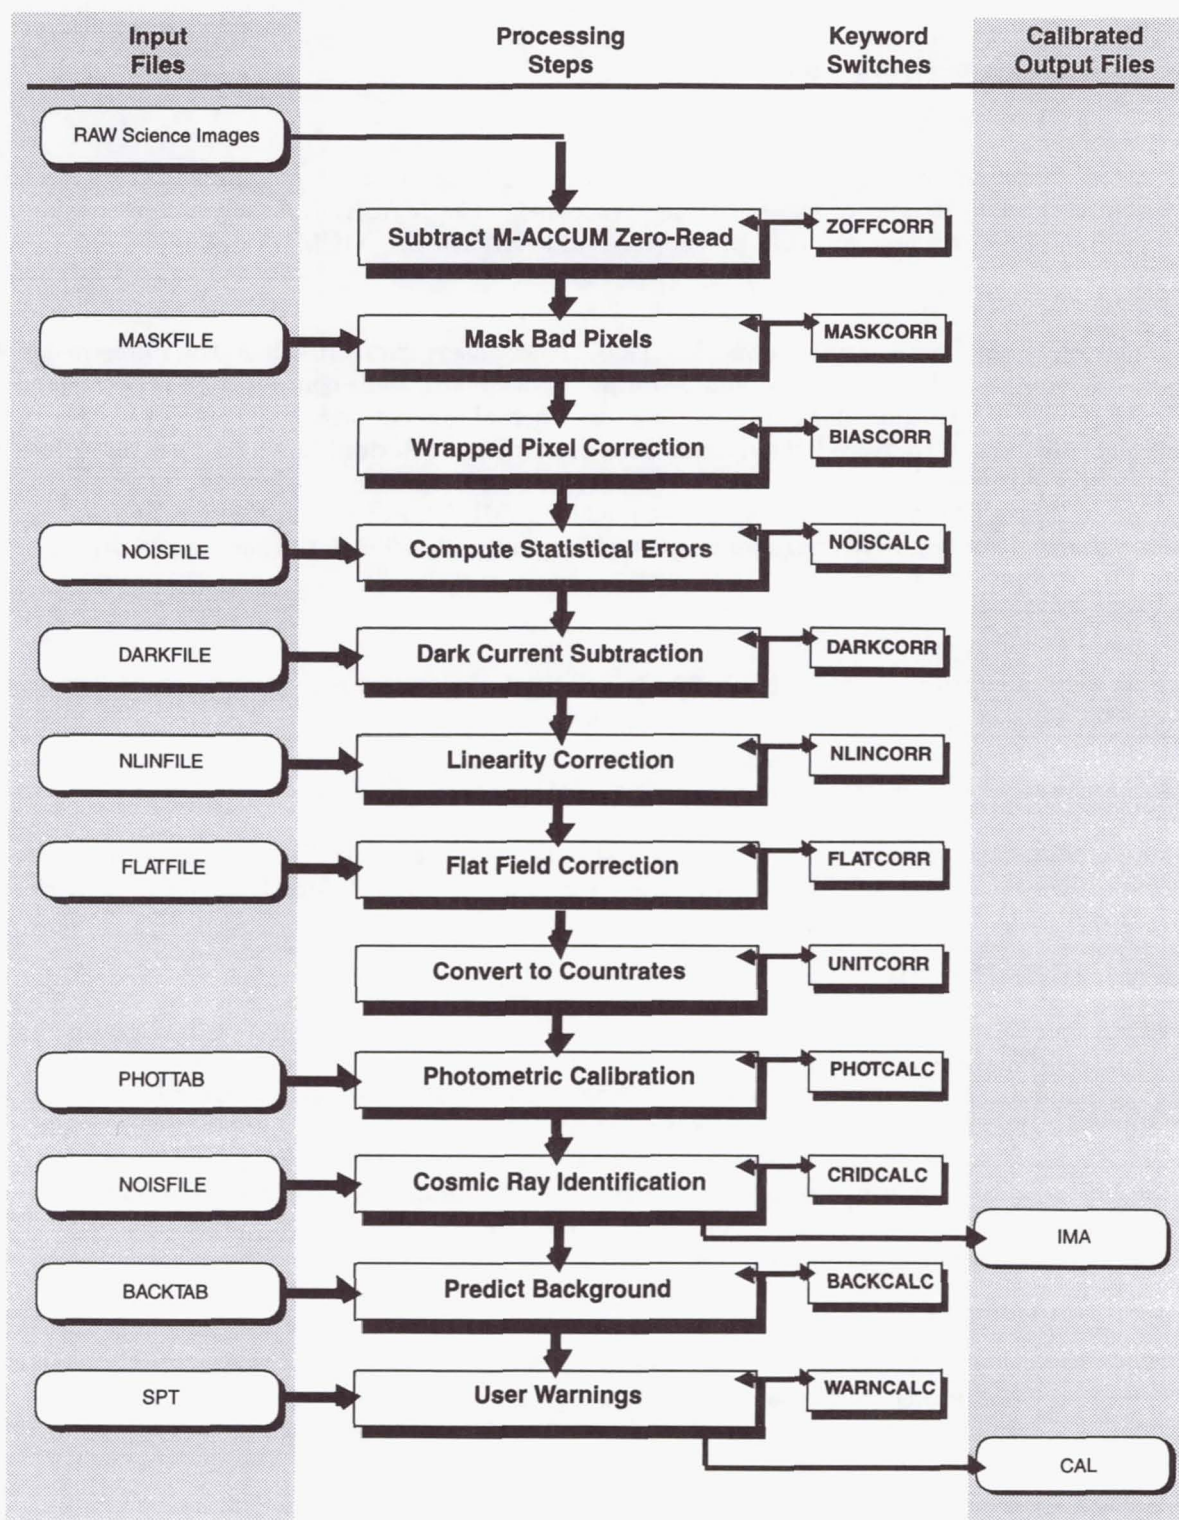 Input Files
Processing Steps
Keyword Switches
Calibrated Output Files
RAW Science Images
Subtract M-ACCUM Zero-Read
ZOFFCORR
MASKFILE
Mask Bad Pixels
MASKCORR
Wrapped Pixel Correction
BIASCORR
NOISFILE
Compute Statistical Errors
NOISCALC
DARKFILE
Dark Current Subtraction
DARKCORR
NLINFILE
Linearity Correction
NLINCORR
FLATFILE
Flat Field Correction
FLATCORR
Convert to Countrates
UNITCORR
PHOTTAB
Photometric Calibration
PHOTCALC
NOISFILE
Cosmic Ray Identification
CRIDCALC
IMA
BACKTAB
Predict Background
BACKCALC
SPT
User Warnings
WARNCALC
CAL